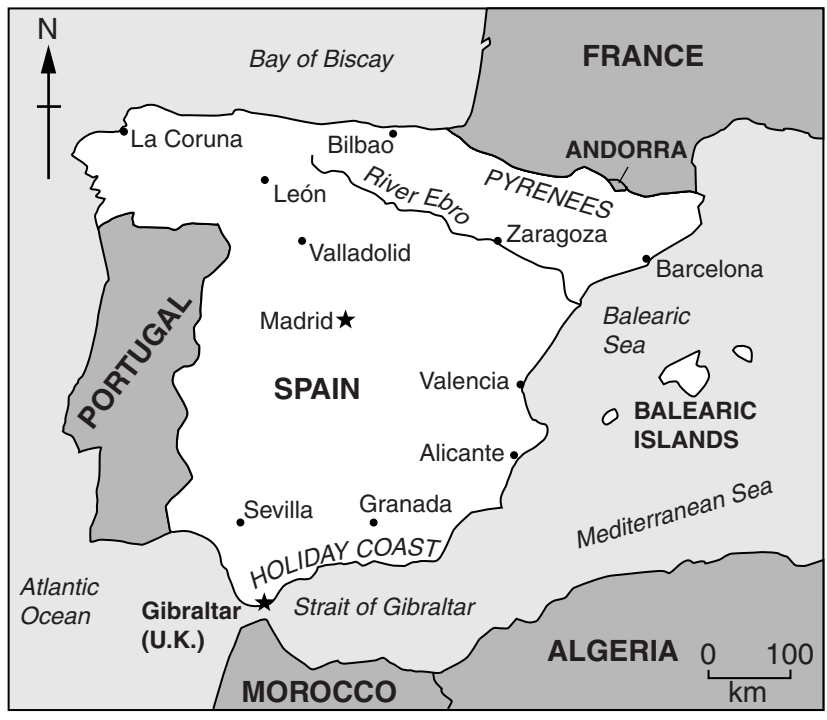 N
Bay of Biscay
FRANCE
La Coruna
Bilbao
ANDORRA
León
River Ebro
PYRENEES
Valladolid
Zaragoza
Barcelona
PORTUGAL
Madrid
Balearic
Sea
SPAIN
Valencia
BALEARIC
ISLANDS
Alicante
Sevilla
Granada
Mediterranean Sea
HOLIDAY COAST
Atlantic
Ocean
Gibraltar
(U.K.)
Strait of Gibraltar
ALGERIA
0 100
km
MOROCCO